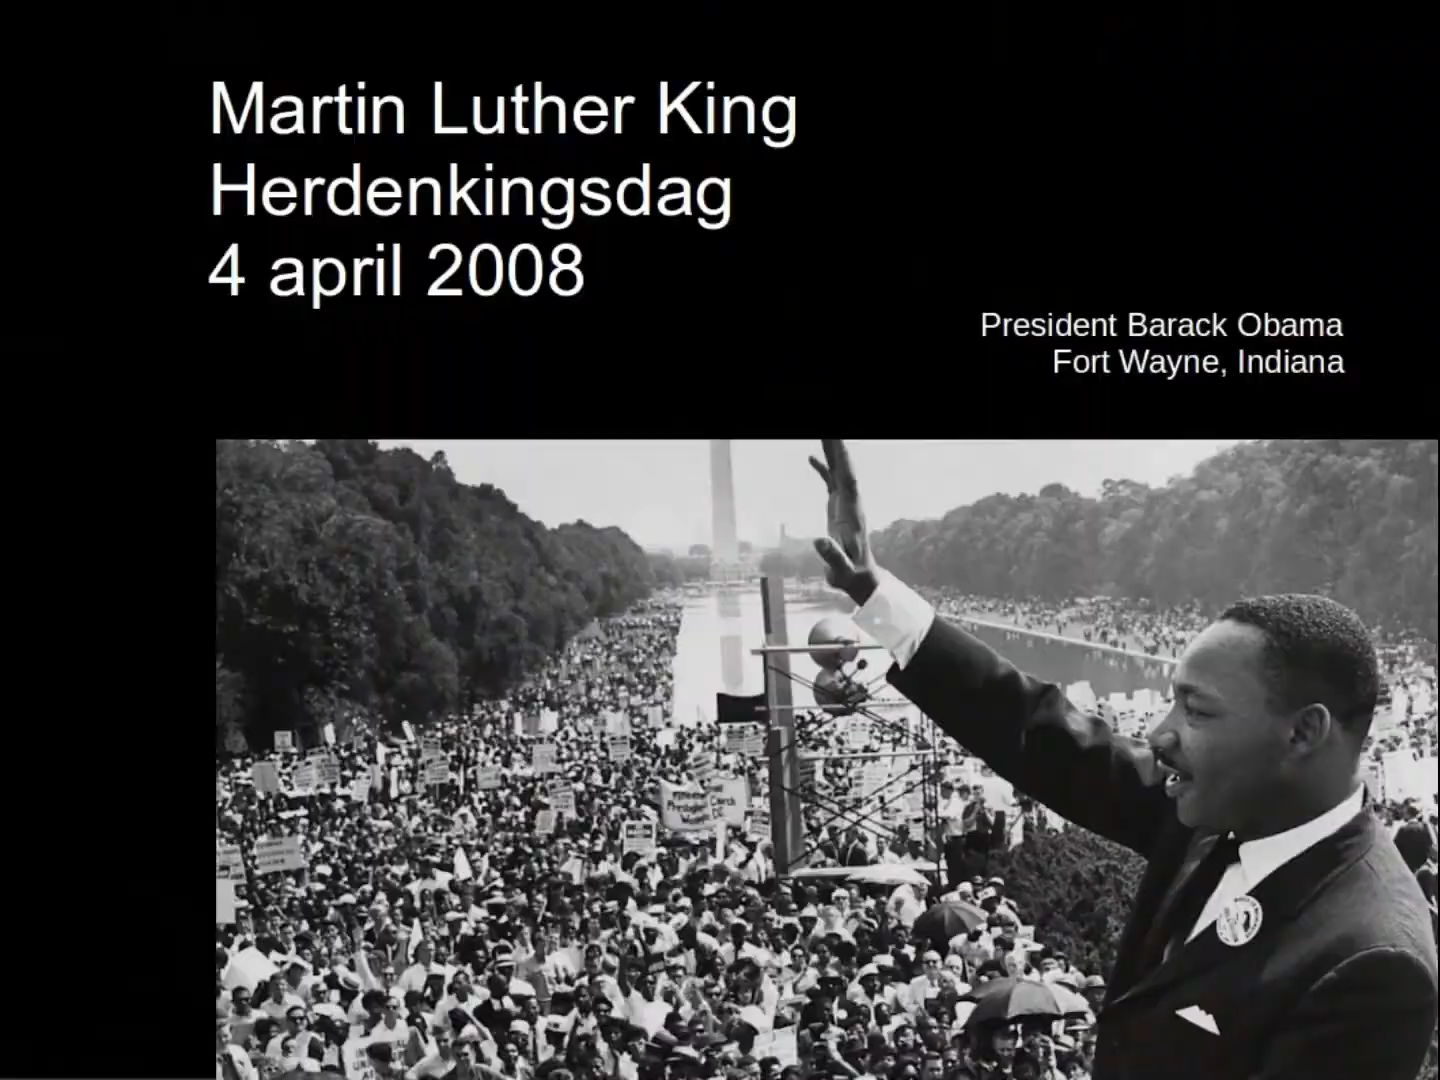 Martin Luther King
Herdenkingsdag
4 april 2008
President Barack Obama
Fort Wayne, Indiana